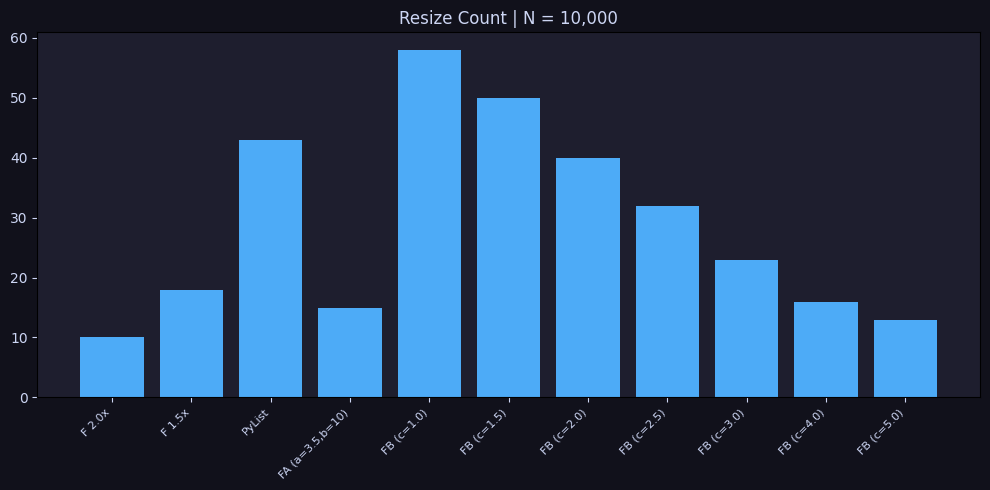 Resize Count | N = 10,000
60
50
40
30
20
10
0
F 2.0x
F 1.5x
PyList
FA (a=3.5,b=10)
FB (c=1.0)
FB (c=1.5)
FB (c=2.0)
FB (c=2.5)
FB (c=3.0)
FB (c=4.0)
FB (c=5.0)